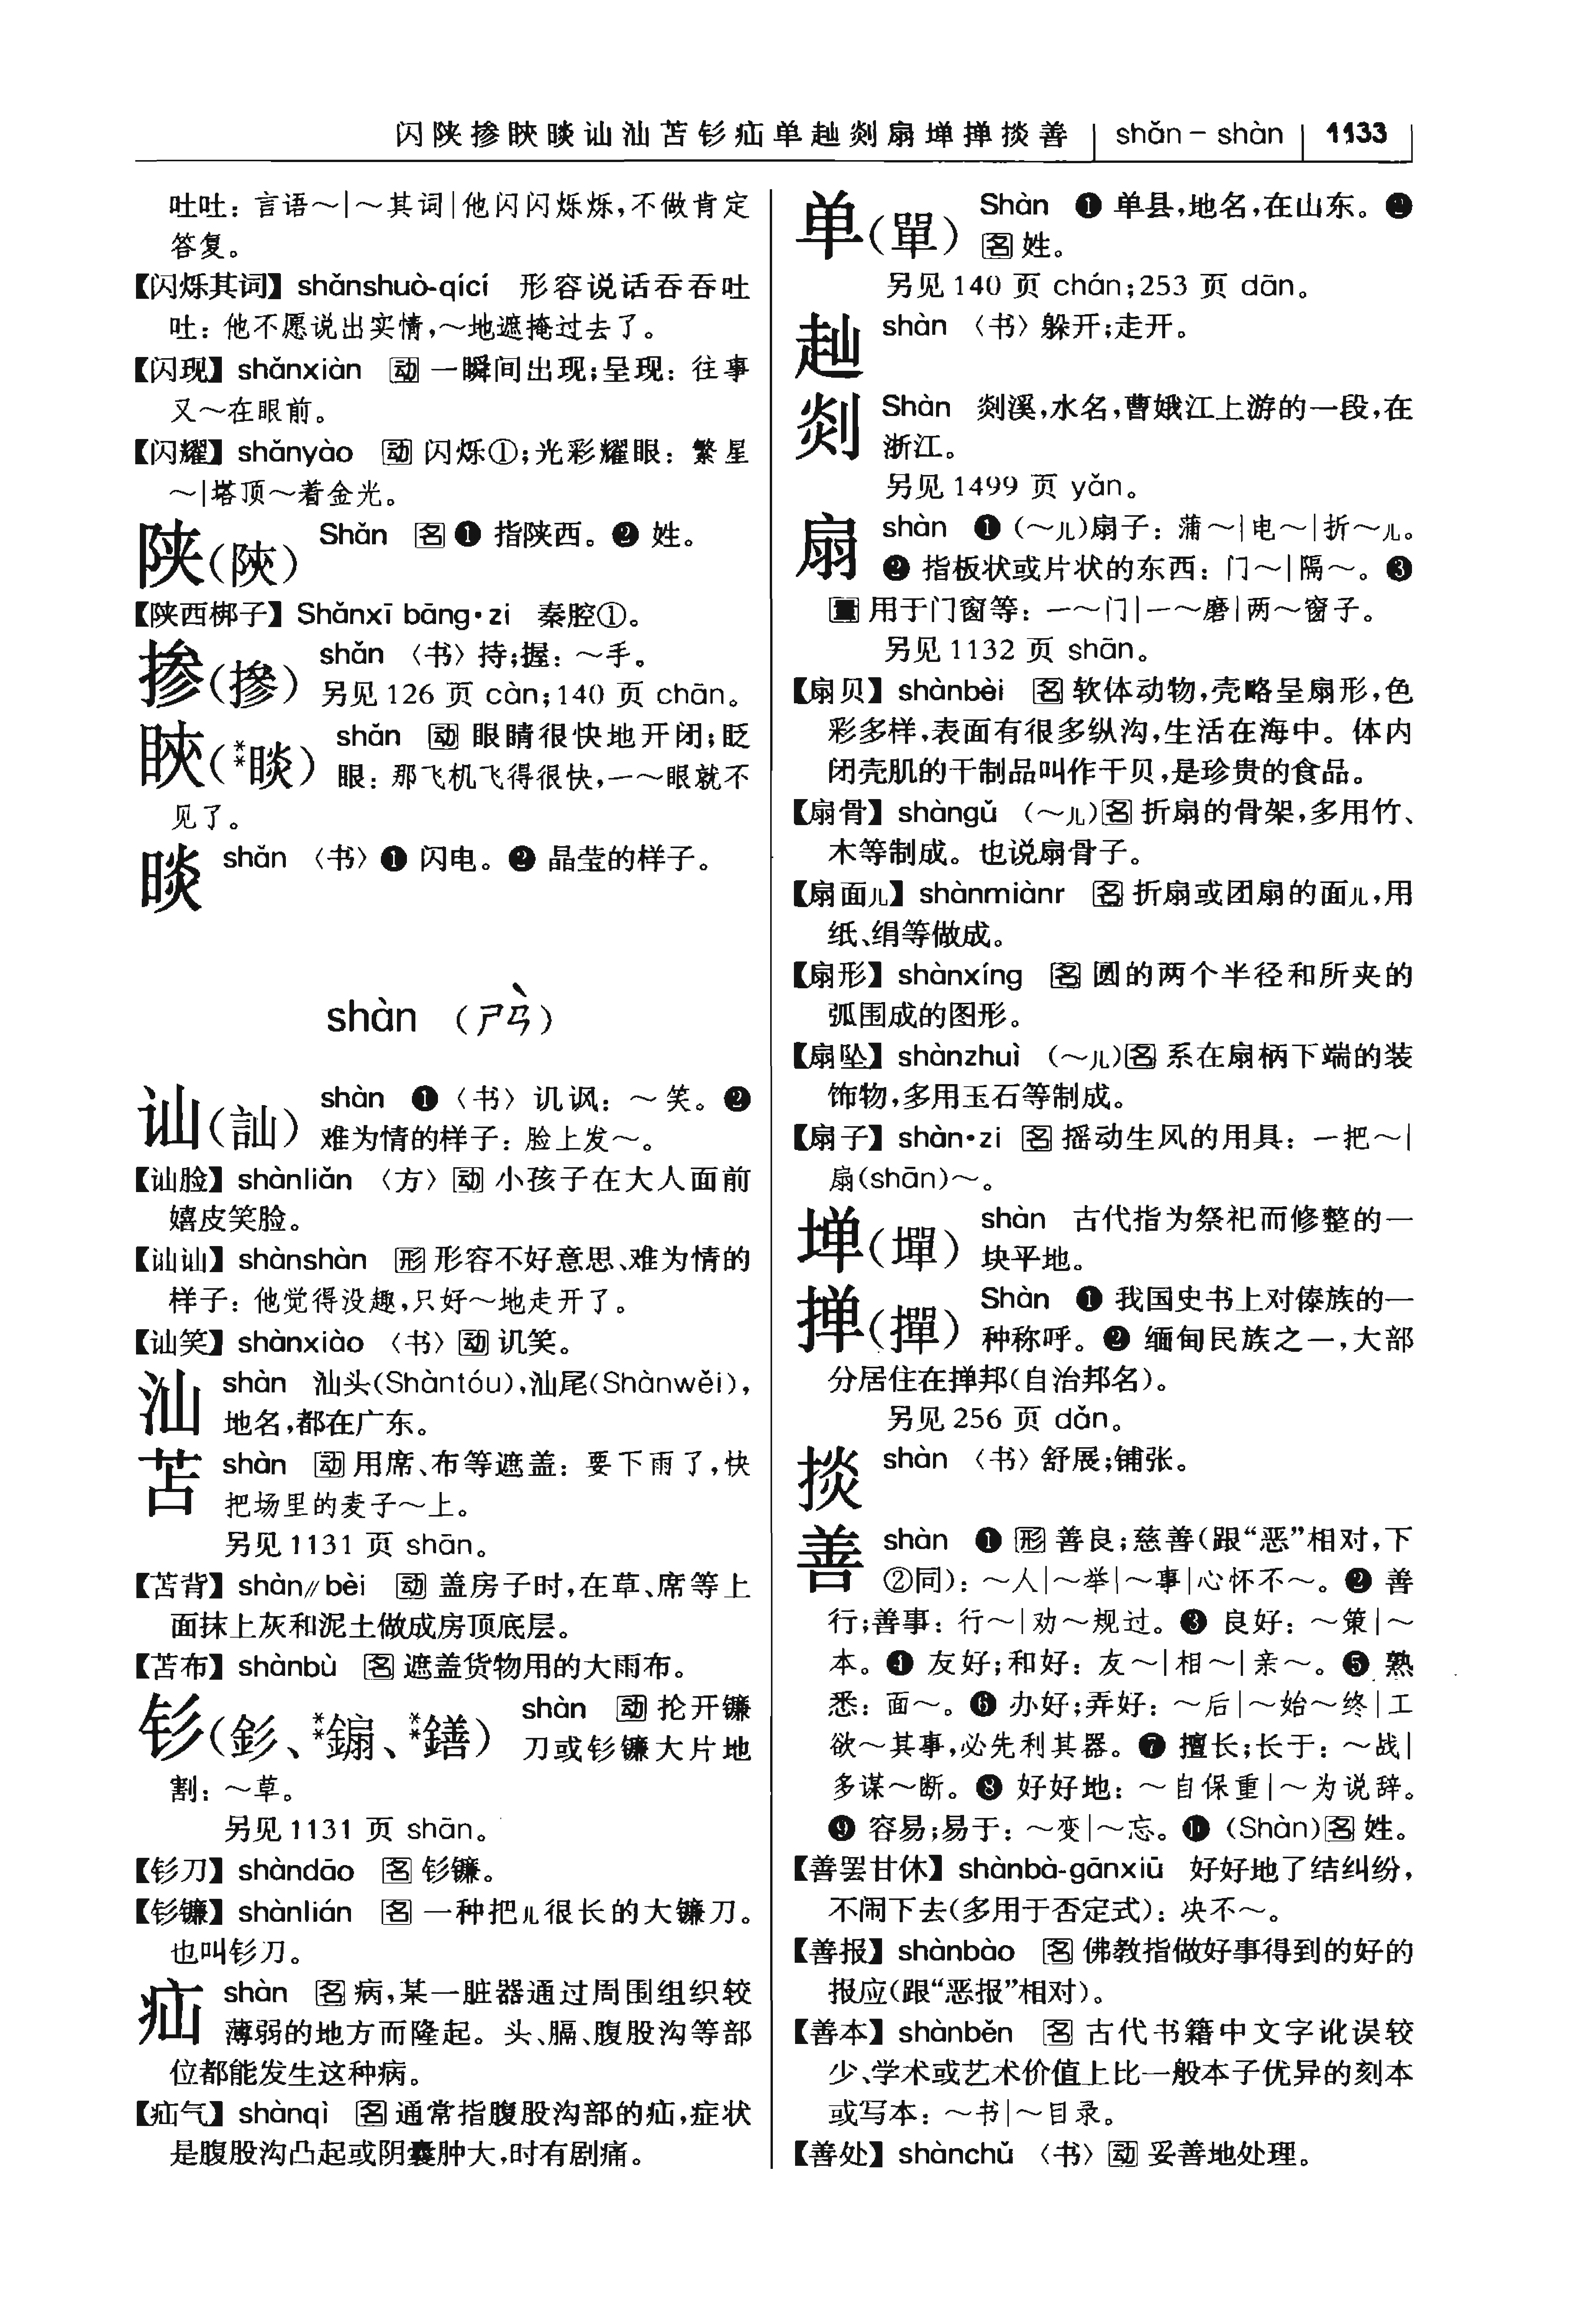 闪陕掺䀹晱讪汕苫钐疝单赸剡扇墠掸掞善 | shǎn – shàn | 1133
吐吐：言语～|～其词|他闪闪烁烁,不做肯定
答复。
【闪烁其词】shǎnshuò-qící 形容说话吞吞吐
吐：他不愿说出实情,～地遮掩过去了。
【闪现】shǎnxiàn 动 一瞬间出现;呈现：往事
又～在眼前。
【闪耀】shǎnyào 动 闪烁①;光彩耀眼：繁星
～|塔顶～着金光。
陕(陝) Shǎn 名 ❶ 指陕西。❷ 姓。
【陕西梆子】Shǎnxī bāng·zi 秦腔①。
掺(摻) shǎn 〈书〉持;握：～手。
另见126 页 càn;140 页 chān。
䀹(**睒) shǎn 动 眼睛很快地开闭;眨
眼：那飞机飞得很快,一～眼就不
见了。
晱 shǎn 〈书〉❶ 闪电。❷ 晶莹的样子。
shàn (ㄕㄢˋ)
讪(訕) shàn ❶〈书〉讥讽：～笑。❷
难为情的样子：脸上发～。
【讪脸】shànliǎn 〈方〉动 小孩子在大人面前
嬉皮笑脸。
【讪讪】shànshàn 形 形容不好意思、难为情的
样子：他觉得没趣,只好～地走开了。
【讪笑】shànxiào 〈书〉动 讥笑。
汕 shàn 汕头(Shàntóu),汕尾(Shànwěi),
地名,都在广东。
苫 shàn 动 用席、布等遮盖：要下雨了,快
把场里的麦子～上。
另见1131 页 shān。
【苫背】shàn∥bèi 动 盖房子时,在草、席等上
面抹上灰和泥土做成房顶底层。
【苫布】shànbù 名 遮盖货物用的大雨布。
钐(釤、**鍽、**鐥) shàn 动 抡开镰
刀或钐镰大片地
割：～草。
另见1131 页 shān。
【钐刀】shàndāo 名 钐镰。
【钐镰】shànlián 名 一种把儿很长的大镰刀。
也叫钐刀。
疝 shàn 名 病,某一脏器通过周围组织较
薄弱的地方而隆起。头、膈、腹股沟等部
位都能发生这种病。
【疝气】shànqì 名 通常指腹股沟部的疝,症状
是腹股沟凸起或阴囊肿大,时有剧痛。
单(單) Shàn ❶ 单县,地名,在山东。❷
名 姓。
另见140 页 chán;253 页 dān。
赸 shàn 〈书〉躲开;走开。
剡 Shàn 剡溪,水名,曹娥江上游的一段,在
浙江。
另见1499 页 yǎn。
扇 shàn ❶ (～儿)扇子：蒲～|电～|折～儿。
❷ 指板状或片状的东西：门～|隔～。❸
量 用于门窗等：一～门|一～磨|两～窗子。
另见1132 页 shān。
【扇贝】shànbèi 名 软体动物,壳略呈扇形,色
彩多样,表面有很多纵沟,生活在海中。体内
闭壳肌的干制品叫作干贝,是珍贵的食品。
【扇骨】shàngǔ (～儿)名 折扇的骨架,多用竹、
木等制成。也说扇骨子。
【扇面儿】shànmiànr 名 折扇或团扇的面儿,用
纸、绢等做成。
【扇形】shànxíng 名 圆的两个半径和所夹的
弧围成的图形。
【扇坠】shànzhuì (～儿)名 系在扇柄下端的装
饰物,多用玉石等制成。
【扇子】shàn·zi 名 摇动生风的用具：一把～|
扇(shān)～。
墠(墠) shàn 古代指为祭祀而修整的一
块平地。
掸(撣) Shàn ❶ 我国史书上对傣族的一
种称呼。❷ 缅甸民族之一,大部
分居住在掸邦(自治邦名)。
另见256 页 dǎn。
掞 shàn 〈书〉舒展;铺张。
善 shàn ❶ 形 善良;慈善(跟“恶”相对,下
②同)：～人|～举|～事|心怀不～。❷ 善
行;善事：行～|劝～规过。❸ 良好：～策|～
本。❹ 友好;和好：友～|相～|亲～。❺ 熟
悉：面～。❻ 办好;弄好：～后|～始～终|工
欲～其事,必先利其器。❼ 擅长;长于：～战|
多谋～断。❽ 好好地：～自保重|～为说辞。
❾ 容易;易于：～变|～忘。❿ (Shàn)名 姓。
【善罢甘休】shànbà-gānxiū 好好地了结纠纷,
不闹下去(多用于否定式)：决不～。
【善报】shànbào 名 佛教指做好事得到的好的
报应(跟“恶报”相对)。
【善本】shànběn 名 古代书籍中文字讹误较
少、学术或艺术价值上比一般本子优异的刻本
或写本：～书|～目录。
【善处】shànchǔ 〈书〉动 妥善地处理。